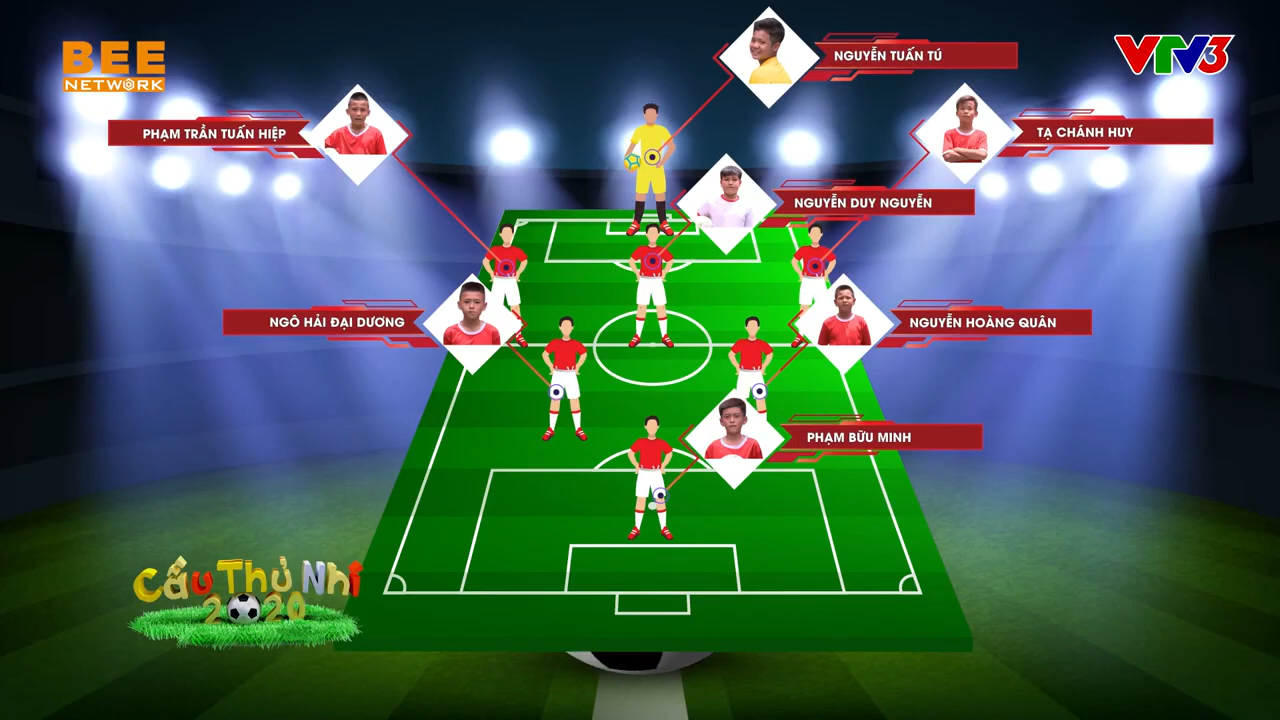 BEE
NETWORK
VTV3
NGUYỄN TUẤN TÚ
PHẠM TRẦN TUẤN HIỆP
TẠ CHÁNH HUY
NGUYỄN DUY NGUYỄN
NGÔ HẢI ĐẠI DƯƠNG
NGUYỄN HOÀNG QUÂN
PHẠM BỮU MINH
Cầu Thủ Nhí
2020